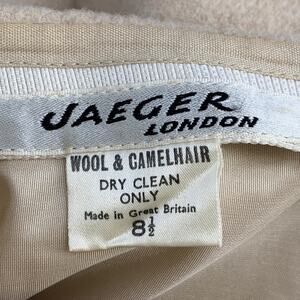 JAEGER
LONDON
WOOL & CAMELHAIR
DRY CLEAN
ONLY
Made in Great Britain
8½